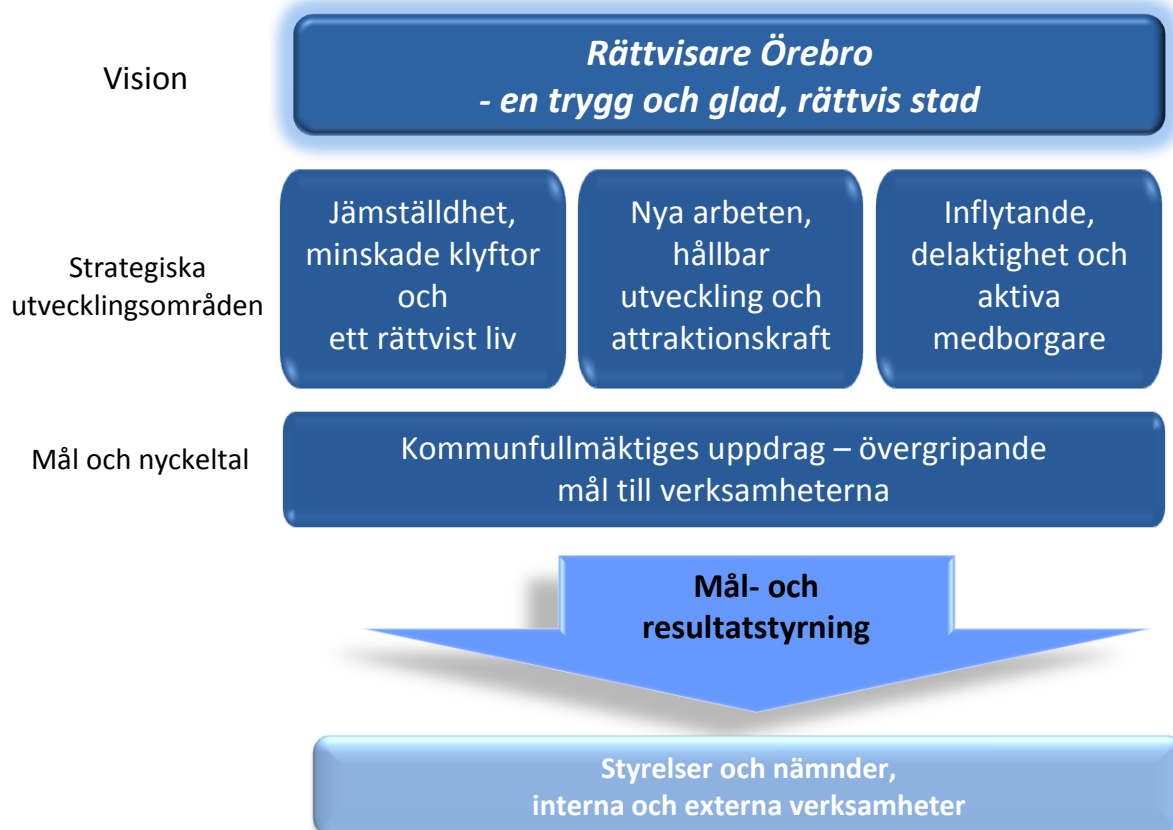 Vision
Rättvisare Örebro
- en trygg och glad, rättvis stad
Strategiska
utvecklingsområden
Jämställdhet,
minskade klyftor
och
ett rättvist liv
Nya arbeten,
hållbar
utveckling och
attraktionskraft
Inflytande,
delaktighet och
aktiva
medborgare
Mål och nyckeltal
Kommunfullmäktiges uppdrag – övergripande
mål till verksamheterna
Mål- och
resultatstyrning
Styrelser och nämnder,
interna och externa verksamheter